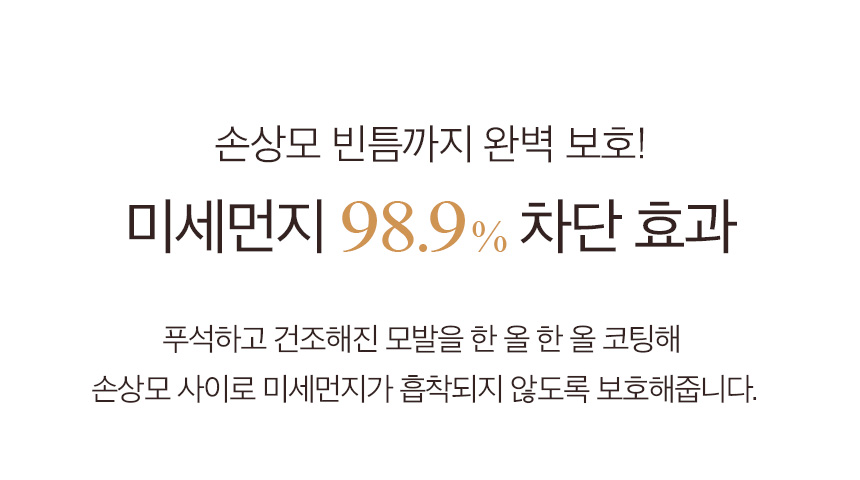 손상모 빈틈까지 완벽 보호!
미세먼지 98.9% 차단 효과
푸석하고 건조해진 모발을 한 올 한 올 코팅해
손상모 사이로 미세먼지가 흡착되지 않도록 보호해줍니다.